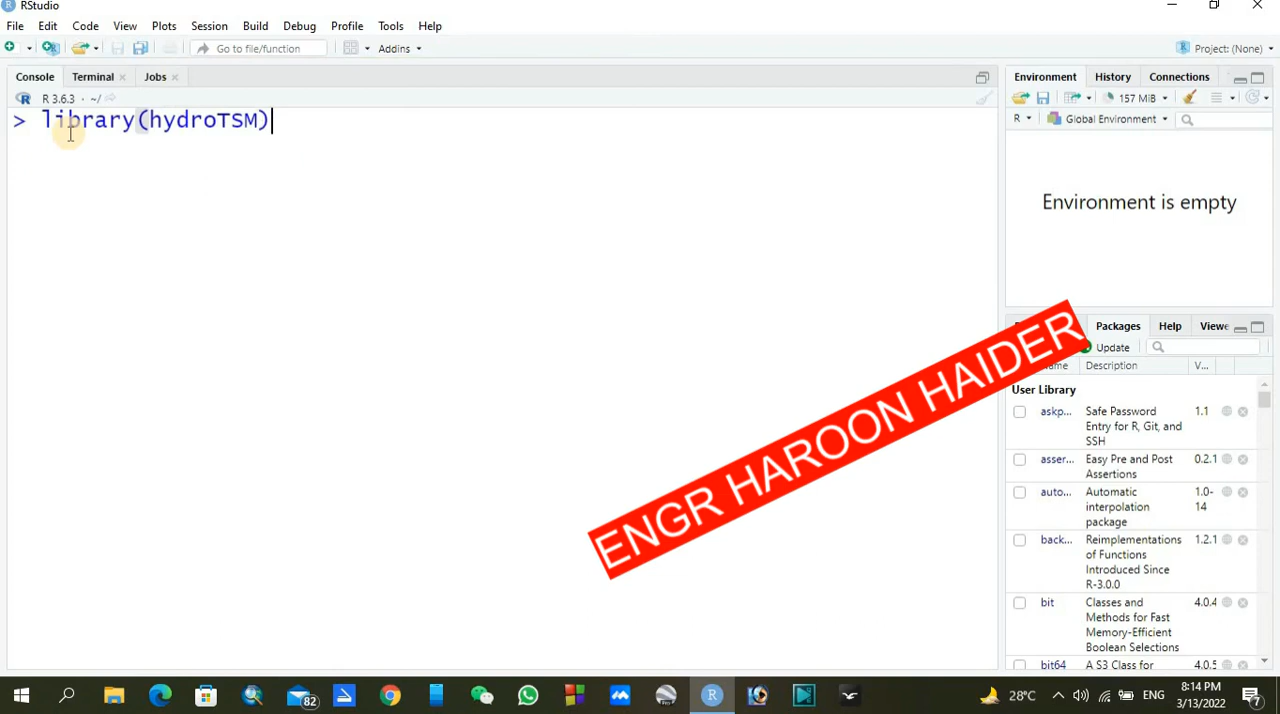 RStudio
File Edit Code View Plots Session Build Debug Profile Tools Help
Go to file/function Addins Project: (None)
Console Terminal Jobs
R 3.6.3 · ~/
> library(hydroTSM)
Environment History Connections
157 MiB
R Global Environment
Environment is empty
ENGR HAROON HAIDER
Packages Help Viewe
Update
Description V...
User Library
askp... Safe Password 1.1
Entry for R, Git, and
SSH
asser... Easy Pre and Post 0.2.1
Assertions
auto... Automatic 1.0-
interpolation 14
package
back... Reimplementations 1.2.1
of Functions
Introduced Since
R-3.0.0
bit Classes and 4.0.4
Methods for Fast
Memory-Efficient
Boolean Selections
bit64 A S3 Class for 4.0.5
82 28°C ENG 8:14 PM
3/13/2022 7